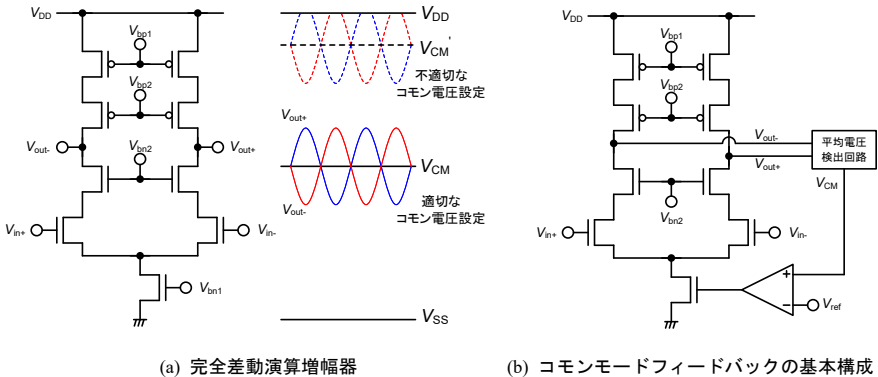 VDD
Vbp1
Vbp2
Vout-
Vout+
Vbn2
Vin+
Vin-
Vbn1
VDD
VCM'
不適切な
コモン電圧設定
Vout+
VCM
Vout-
適切な
コモン電圧設定
VSS
(a) 完全差動演算増幅器
VDD
Vbp1
Vbp2
Vout-
Vout+
平均電圧
検出回路
VCM
Vbn2
Vin+
Vin-
+
−
Vref
(b) コモンモードフィードバックの基本構成